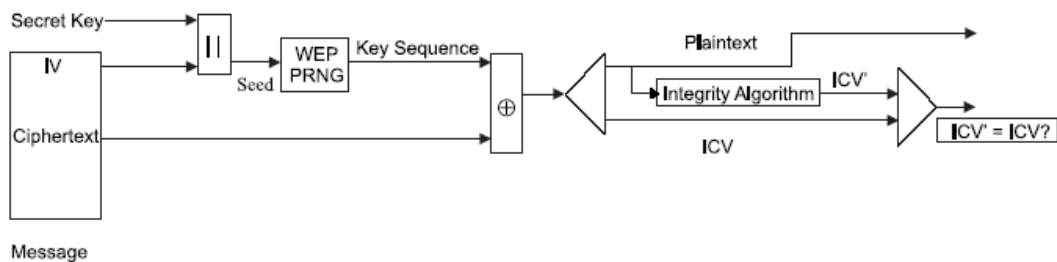 Secret Key
IV
Ciphertext
Message
||
Seed
WEP
PRNG
Key Sequence
⊕
Plaintext
Integrity Algorithm
ICV'
ICV
ICV' = ICV?